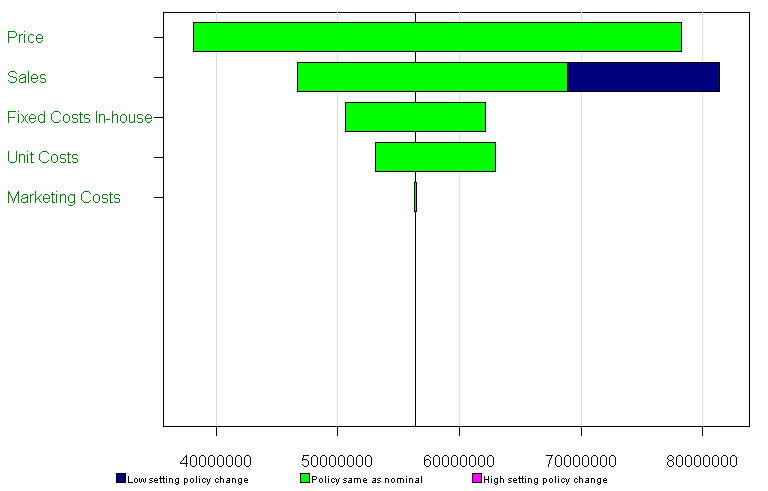 Price
Sales
Fixed Costs In-house
Unit Costs
Marketing Costs
40000000 50000000 60000000 70000000 80000000
Low setting policy change Policy same as nominal High setting policy change